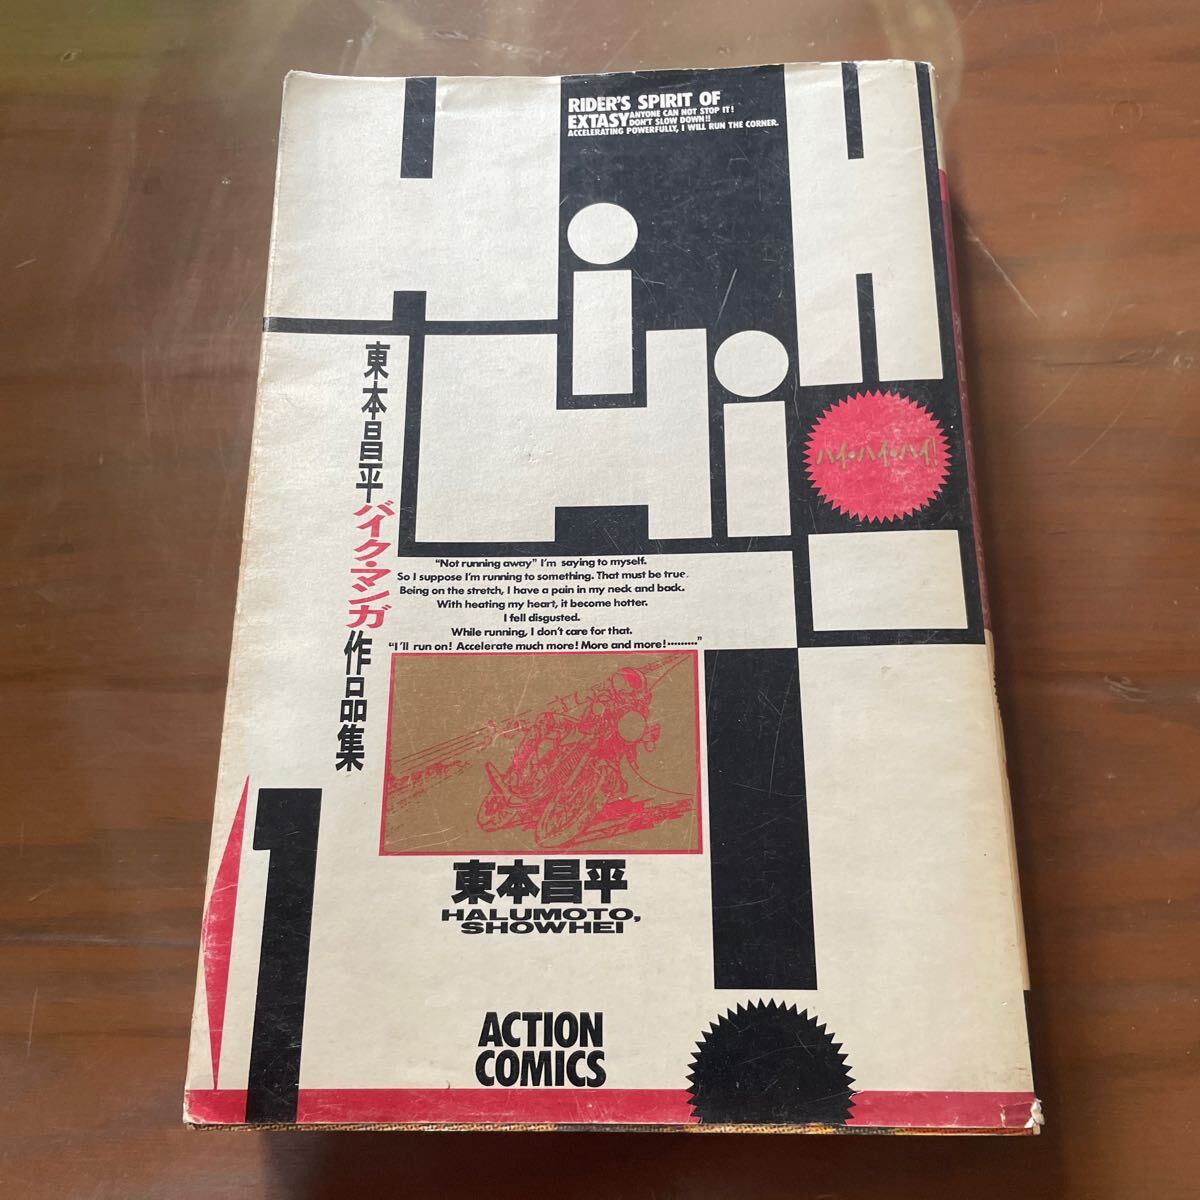 RIDER'S SPIRIT OF
EXTASY
ANYONE CAN NOT STOP IT!
DON'T SLOW DOWN!!
ACCELERATING POWERFULLY, I WILL RUN THE CORNER.
Hi
Hi
Hi!
ハイ・ハイ・ハイ!
東本昌平バイク・マンガ作品集
"Not running away" I'm saying to myself.
So I suppose I'm running to something. That must be true.
Being on the stretch, I have a pain in my neck and back.
With heating my heart, it become hotter.
I fell disgusted.
While running, I don't care for that.
"I'll run on! Accelerate much more! More and more!·········"
東本昌平
HALUMOTO,
SHOWHEI
1
ACTION
COMICS